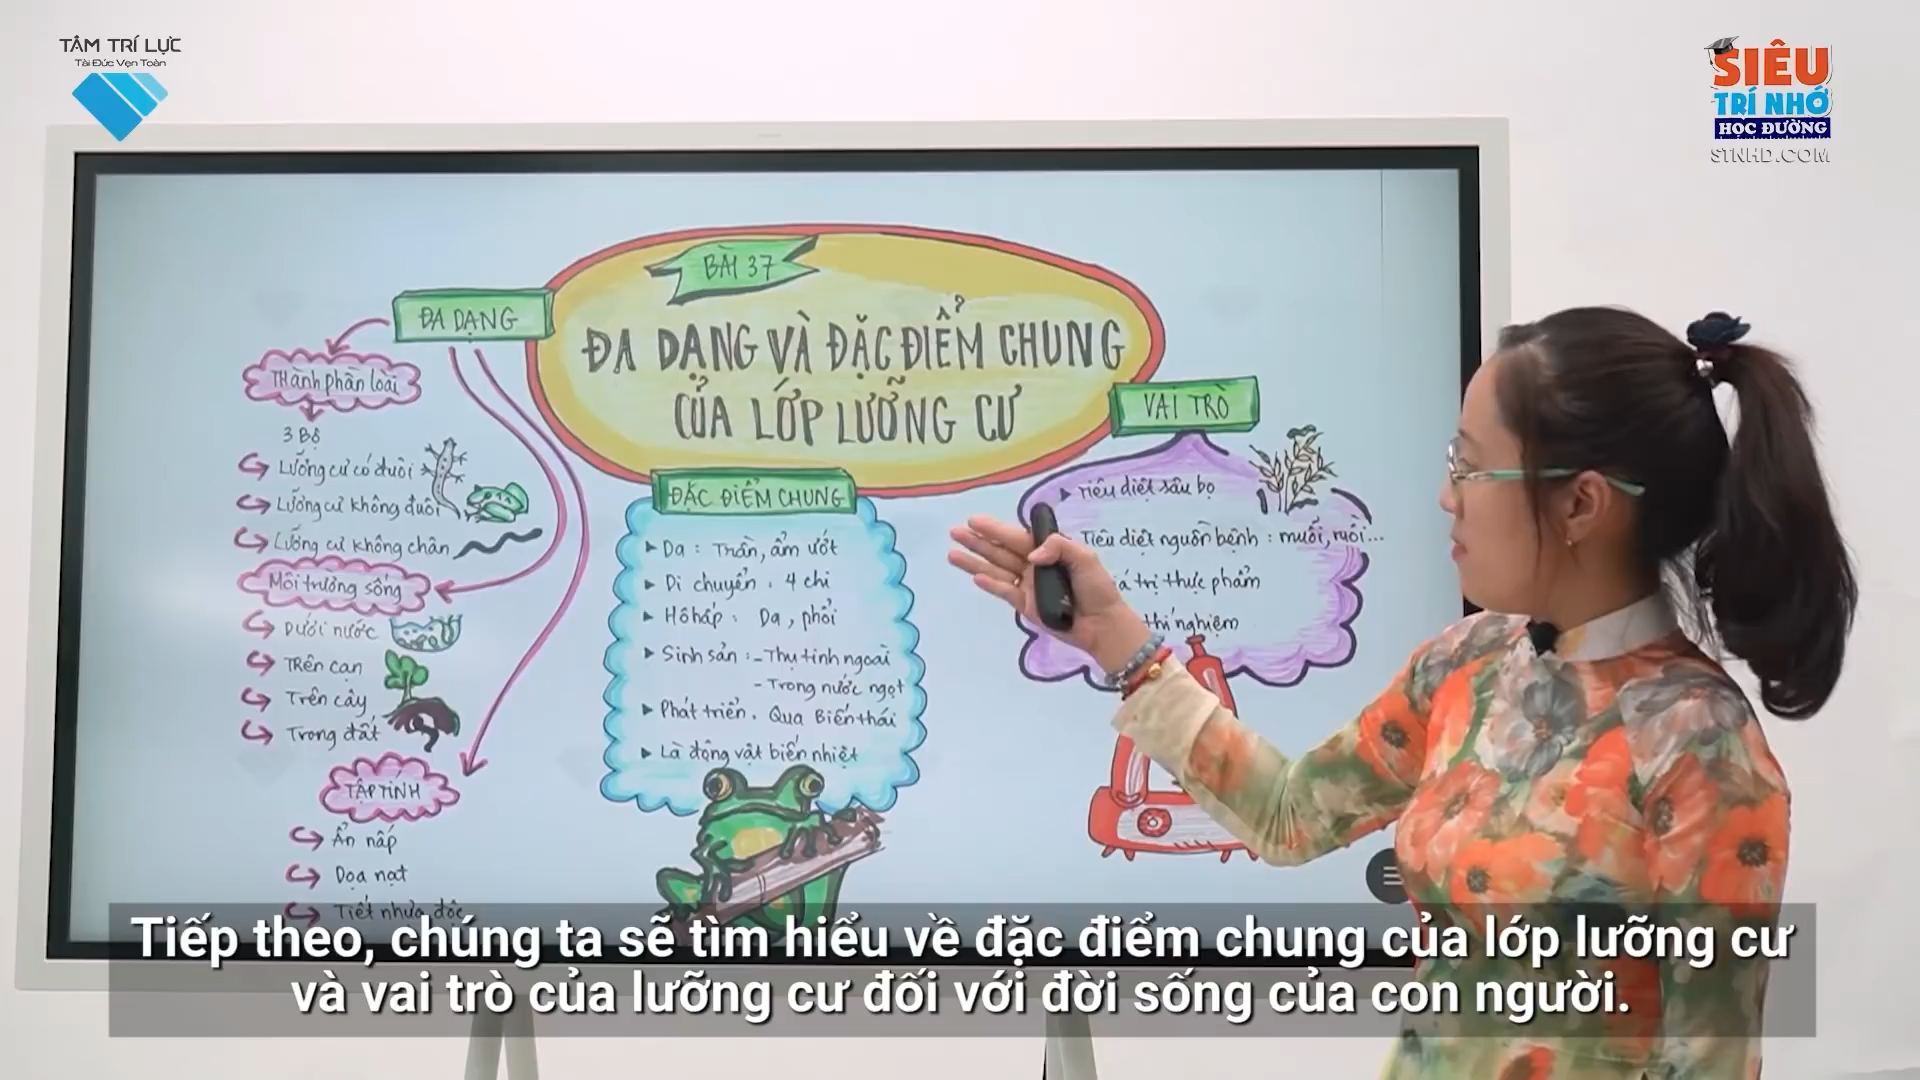 TÂM TRÍ LỰC
Tài Đức Vẹn Toàn
SIÊU
TRÍ NHỚ
HỌC ĐƯỜNG
STNHD.COM
BÀI 37
ĐA DẠNG VÀ ĐẶC ĐIỂM CHUNG
CỦA LỚP LƯỠNG CƯ
ĐA DẠNG
Thành phần loài
3 Bộ
Lưỡng cư có đuôi
Lưỡng cư không đuôi
Lưỡng cư không chân
Môi trường sống
Dưới nước
Trên cạn
Trên cây
Trong đất
TẬP TÍNH
Ẩn nấp
Dọa nạt
Tiết nhựa độc
ĐẶC ĐIỂM CHUNG
Da : Trần, ẩm ướt
Di chuyển : 4 chi
Hô hấp : Da, phổi
Sinh sản : - Thụ tinh ngoài
- Trong nước ngọt
Phát triển : Qua Biến thái
Là động vật biến nhiệt
VAI TRÒ
Tiêu diệt sâu bọ
Tiêu diệt nguồn bệnh : muỗi, ruồi...
trị thực phẩm
thí nghiệm
Tiếp theo, chúng ta sẽ tìm hiểu về đặc điểm chung của lớp lưỡng cư
và vai trò của lưỡng cư đối với đời sống của con người.